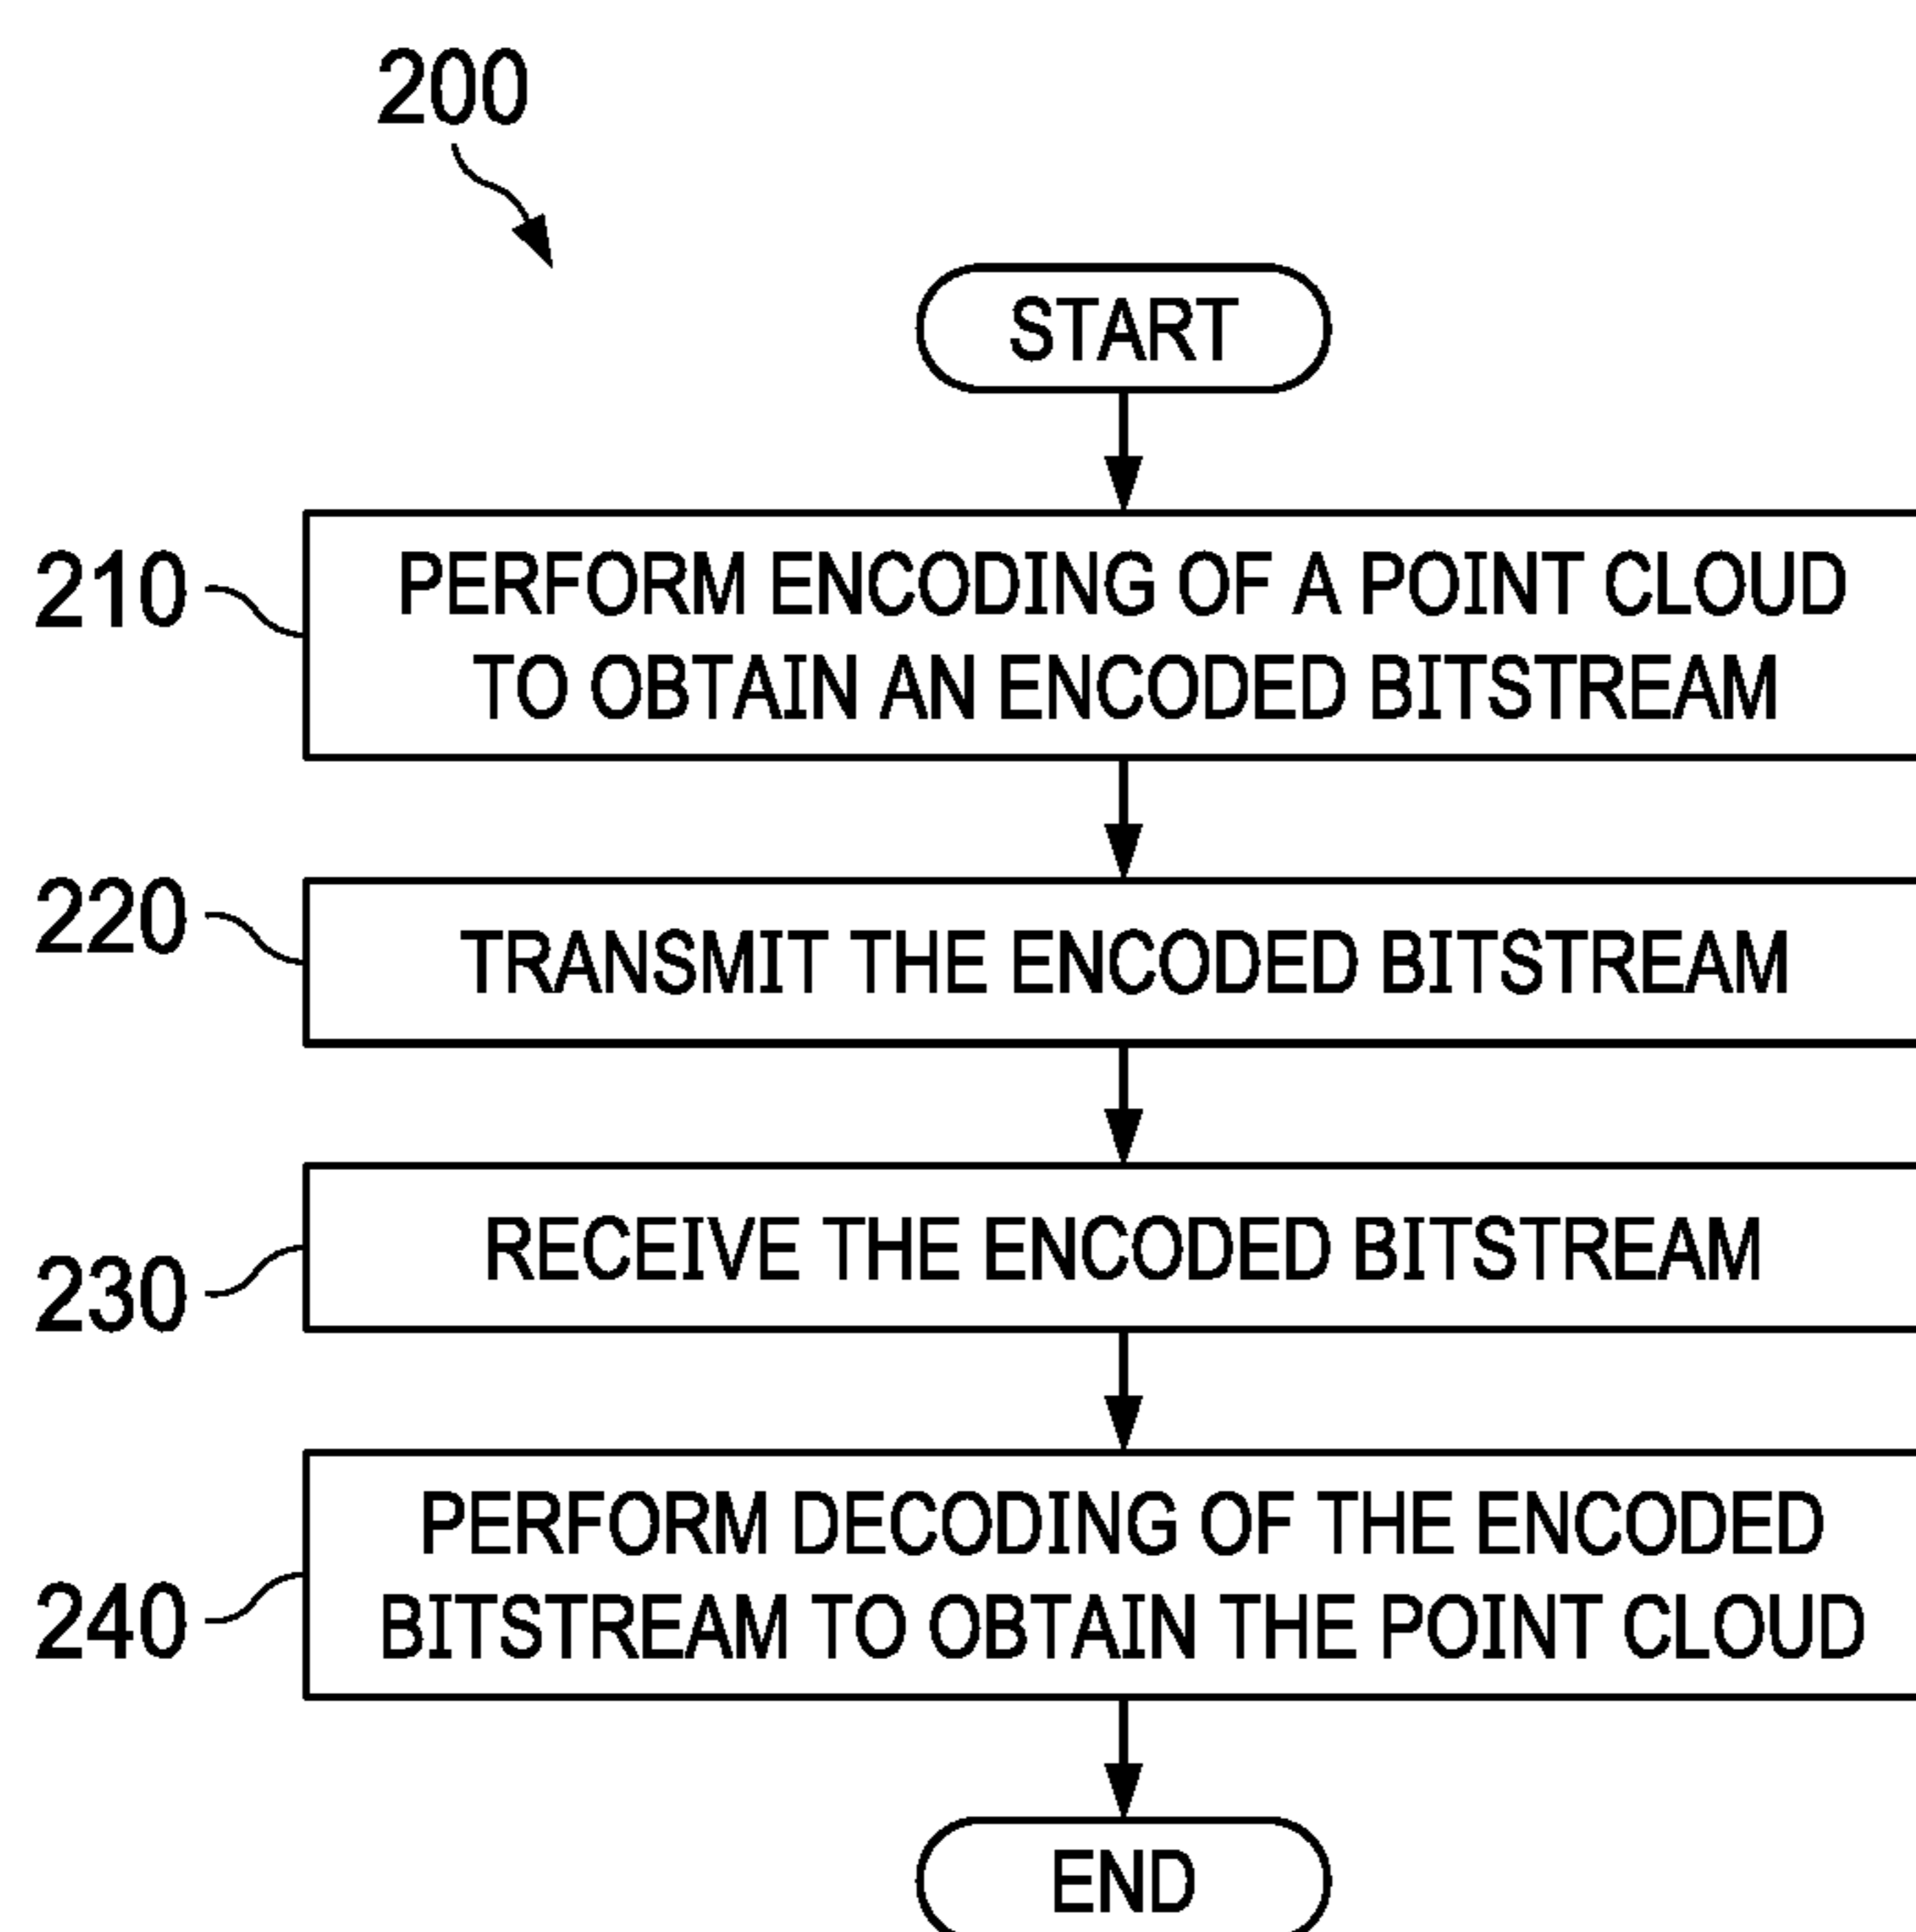 200
START
210
PERFORM ENCODING OF A POINT CLOUD
TO OBTAIN AN ENCODED BITSTREAM
220
TRANSMIT THE ENCODED BITSTREAM
230
RECEIVE THE ENCODED BITSTREAM
240
PERFORM DECODING OF THE ENCODED
BITSTREAM TO OBTAIN THE POINT CLOUD
END